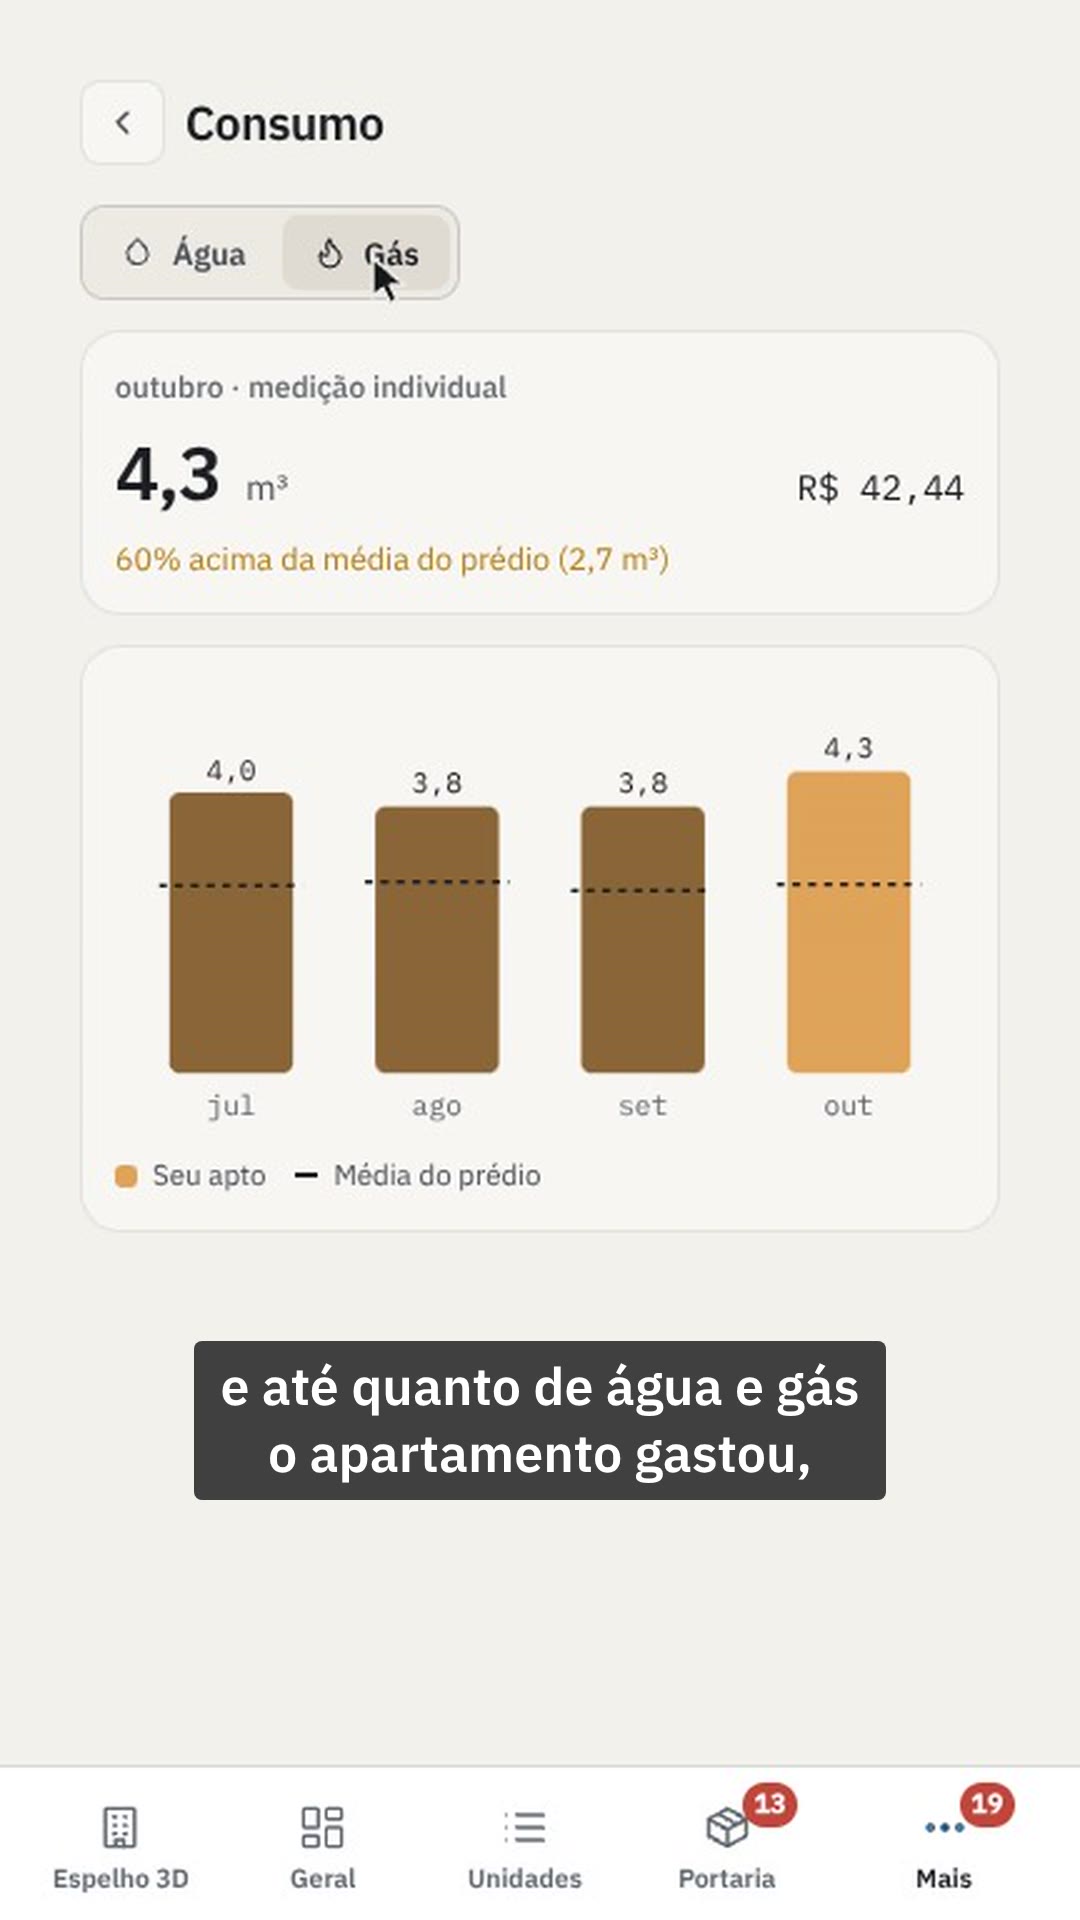 Consumo
Água
Gás
outubro · medição individual
4,3 m³
R$ 42,44
60% acima da média do prédio (2,7 m³)
4,0
3,8
3,8
4,3
jul
ago
set
out
Seu apto
Média do prédio
e até quanto de água e gás
o apartamento gastou,
13
19
Espelho 3D
Geral
Unidades
Portaria
Mais